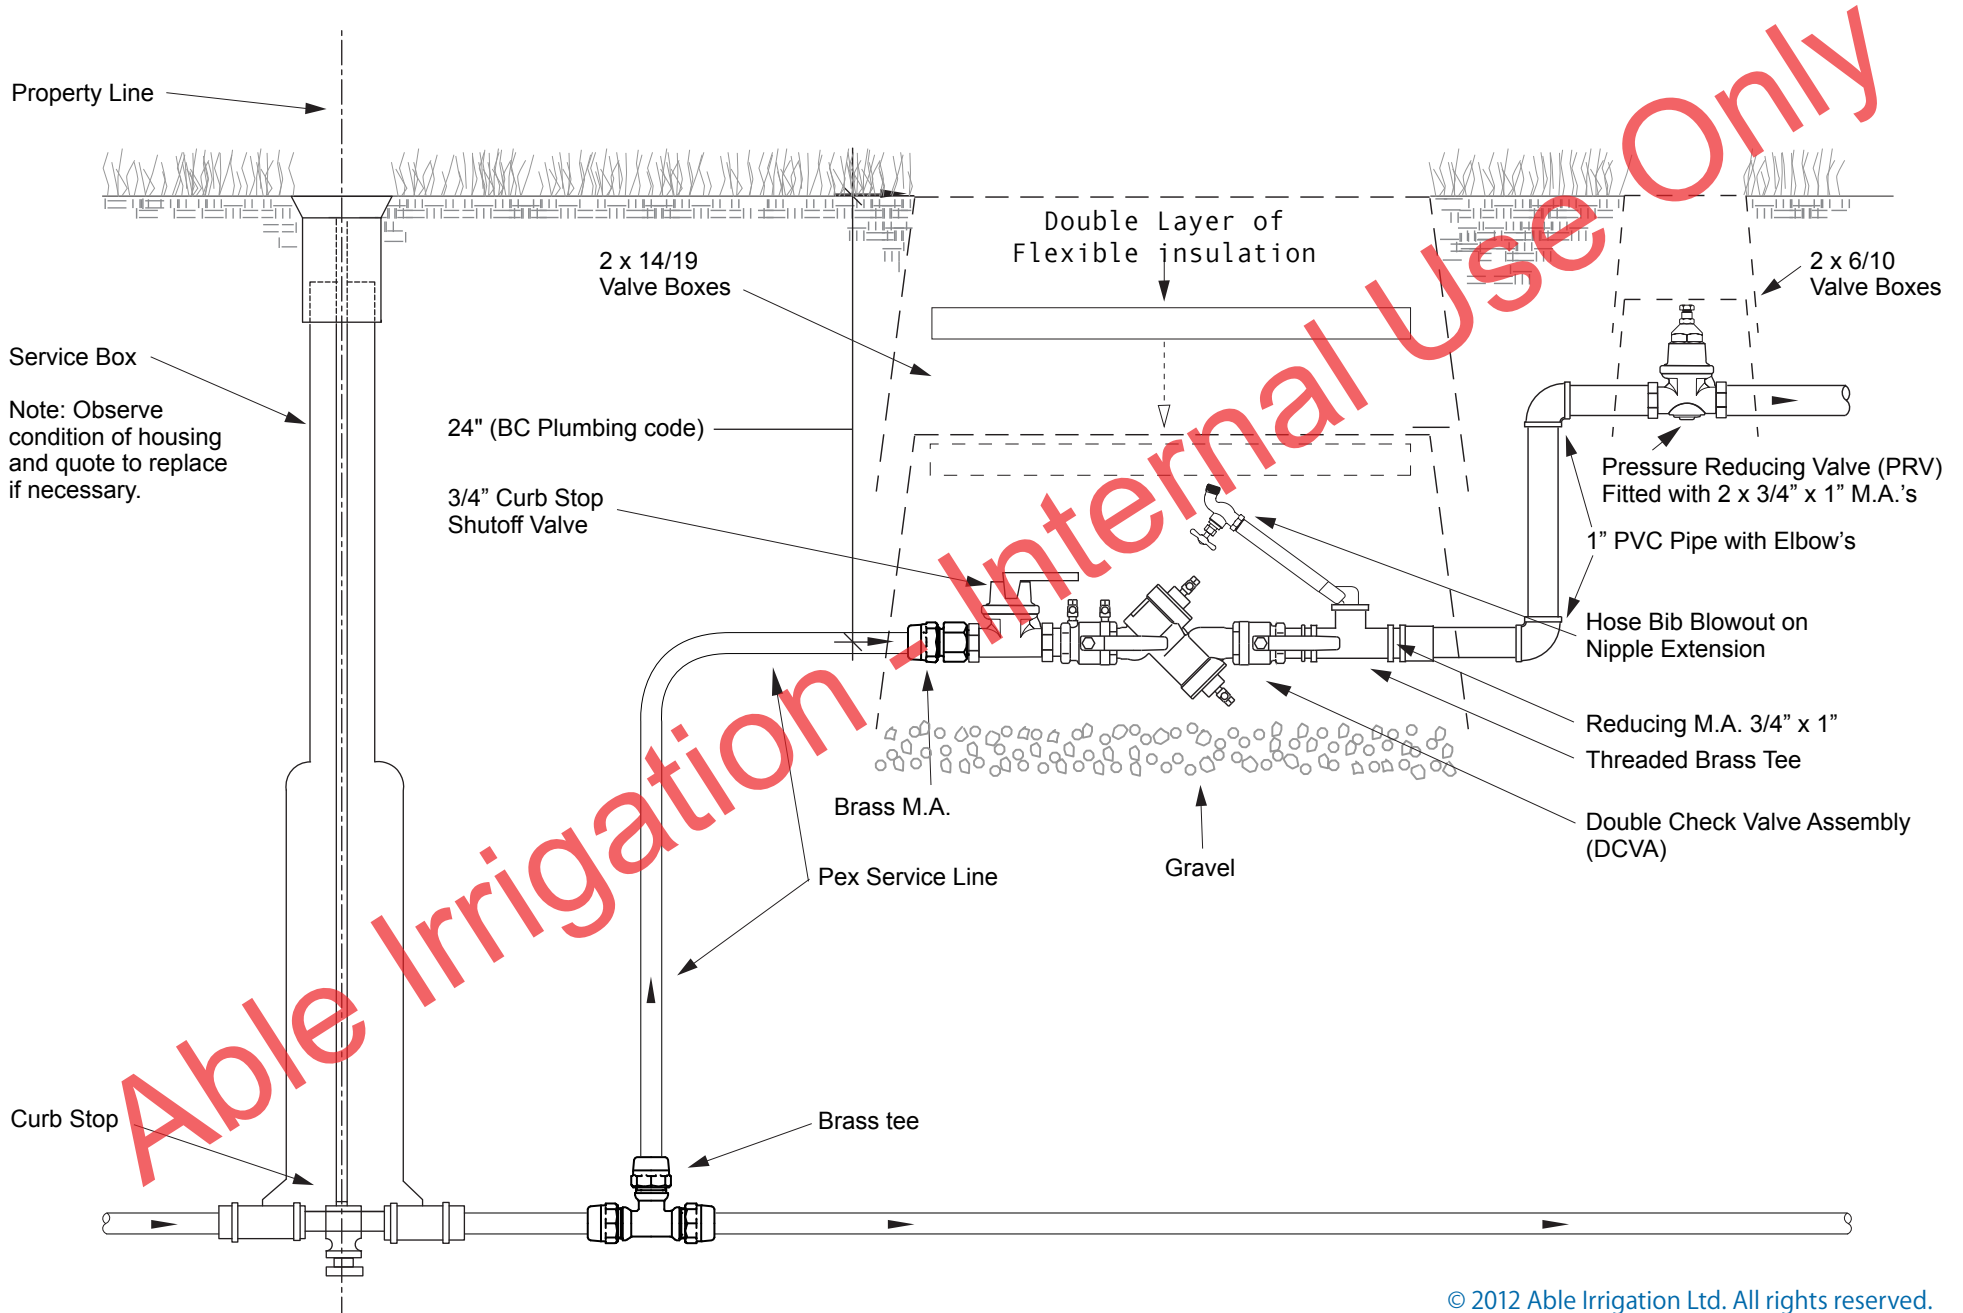 Property Line
Double Layer of
Flexible insulation
2 x 14/19
Valve Boxes
2 x 6/10
Valve Boxes
Service Box
Note: Observe
condition of housing
and quote to replace
if necessary.
24" (BC Plumbing code)
3/4” Curb Stop
Shutoff Valve
Pressure Reducing Valve (PRV)
Fitted with 2 x 3/4” x 1” M.A.’s
1” PVC Pipe with Elbow’s
Hose Bib Blowout on
Nipple Extension
Reducing M.A. 3/4” x 1”
Threaded Brass Tee
Brass M.A.
Double Check Valve Assembly
(DCVA)
Gravel
Pex Service Line
Curb Stop
Brass tee
Able Irrigation - Internal Use Only
© 2012 Able Irrigation Ltd. All rights reserved.